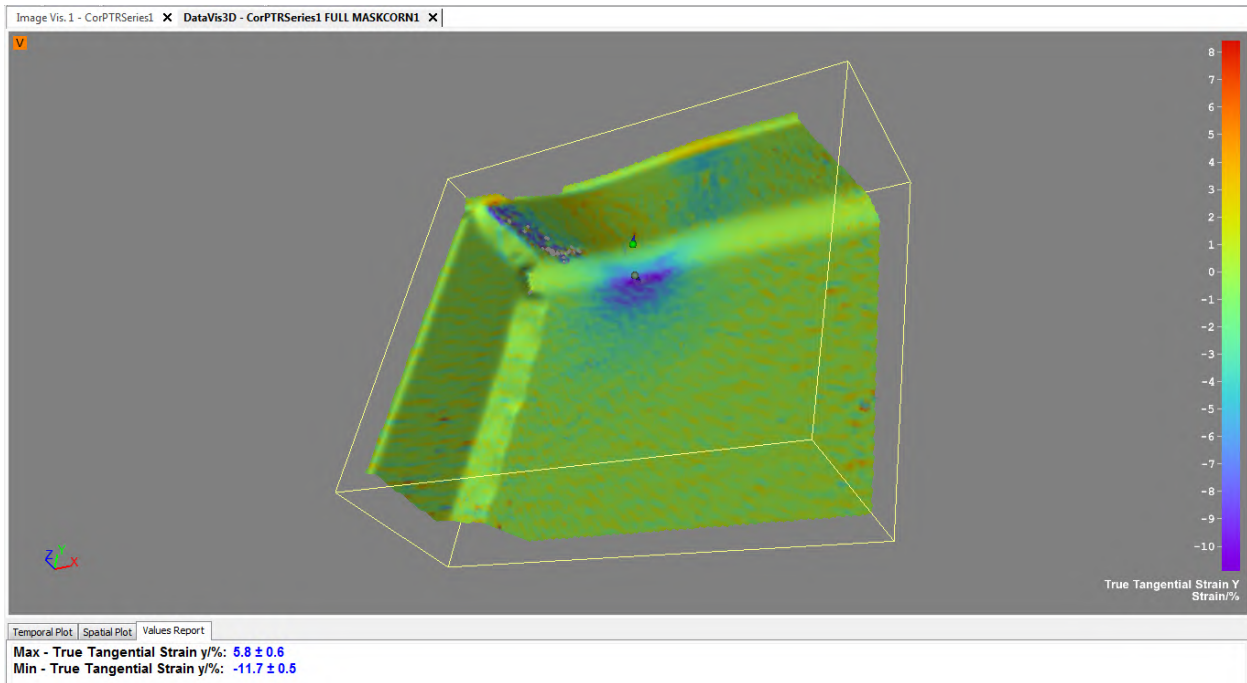 Image Vis. 1 - CorPTRSeries1 X DataVis3D - CorPTRSeries1 FULL MASKCORN1 X
V
8
7
6
5
4
3
2
1
0
-1
-2
-3
-4
-5
-6
-7
-8
-9
-10
Z Y X
True Tangential Strain Y
Strain/%
Temporal Plot Spatial Plot Values Report
Max - True Tangential Strain y/%: 5.8 ± 0.6
Min - True Tangential Strain y/%: -11.7 ± 0.5